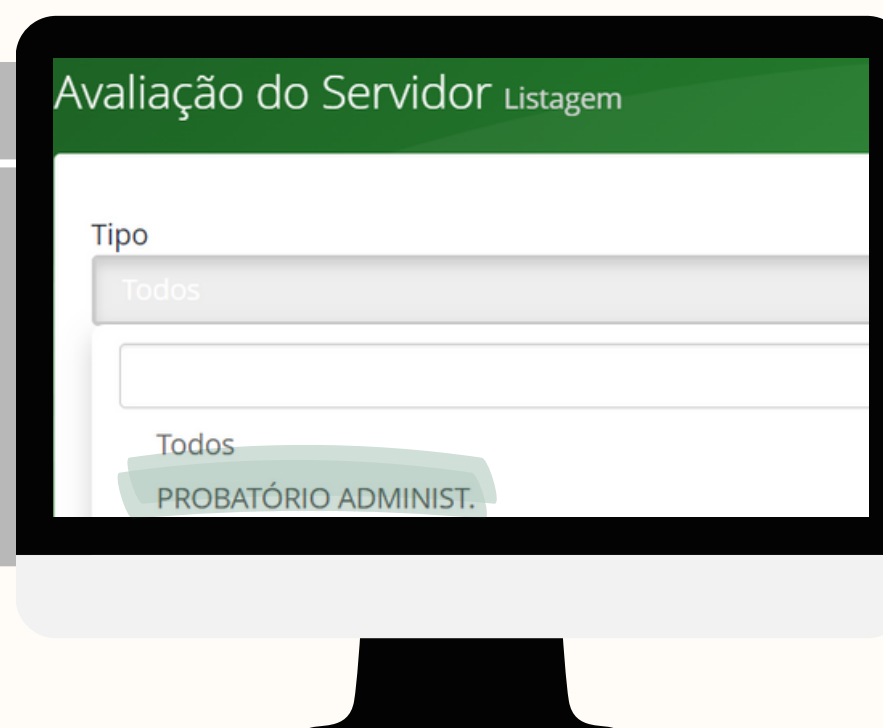 Avaliação do Servidor Listagem
Tipo
Todos
Todos
PROBATÓRIO ADMINIST.